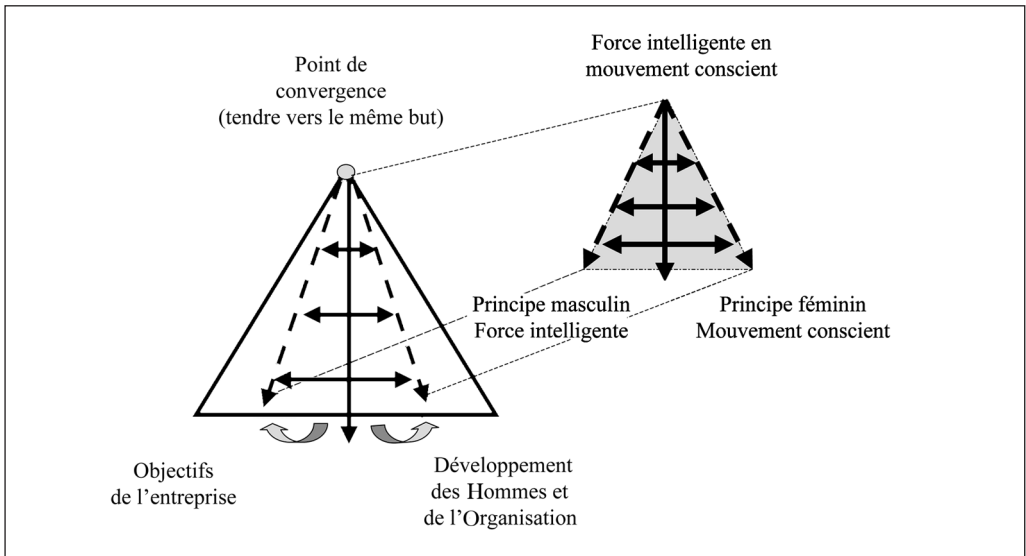 Point de
convergence
(tendre vers le même but)
Force intelligente en
mouvement conscient
Principe masculin
Force intelligente
Principe féminin
Mouvement conscient
Objectifs
de l’entreprise
Développement
des Hommes et
de l’Organisation